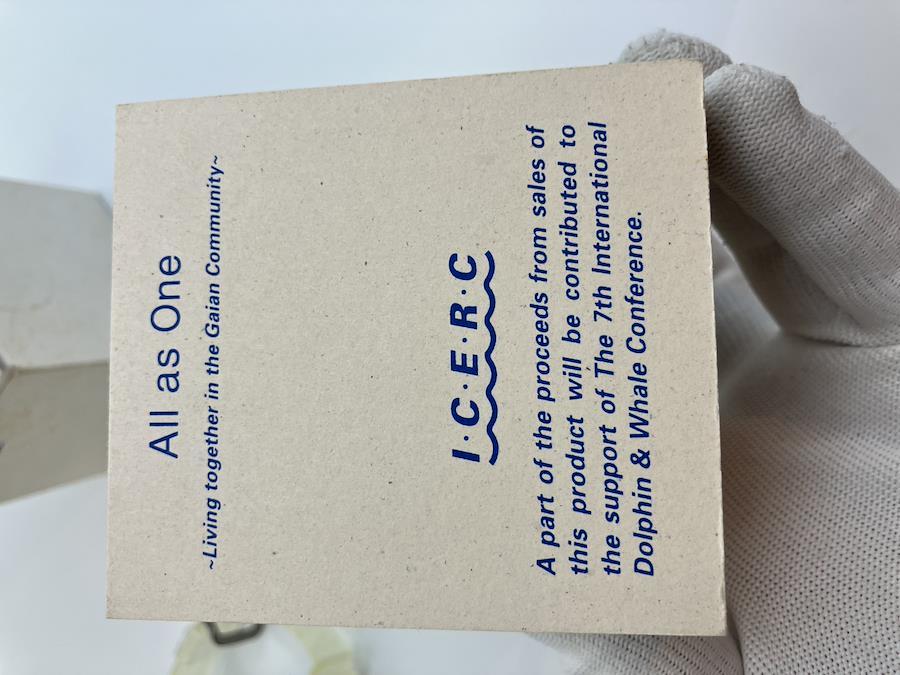 All as One
~Living together in the Gaian Community~
I·C·E·R·C
A part of the proceeds from sales of
this product will be contributed to
the support of The 7th International
Dolphin & Whale Conference.